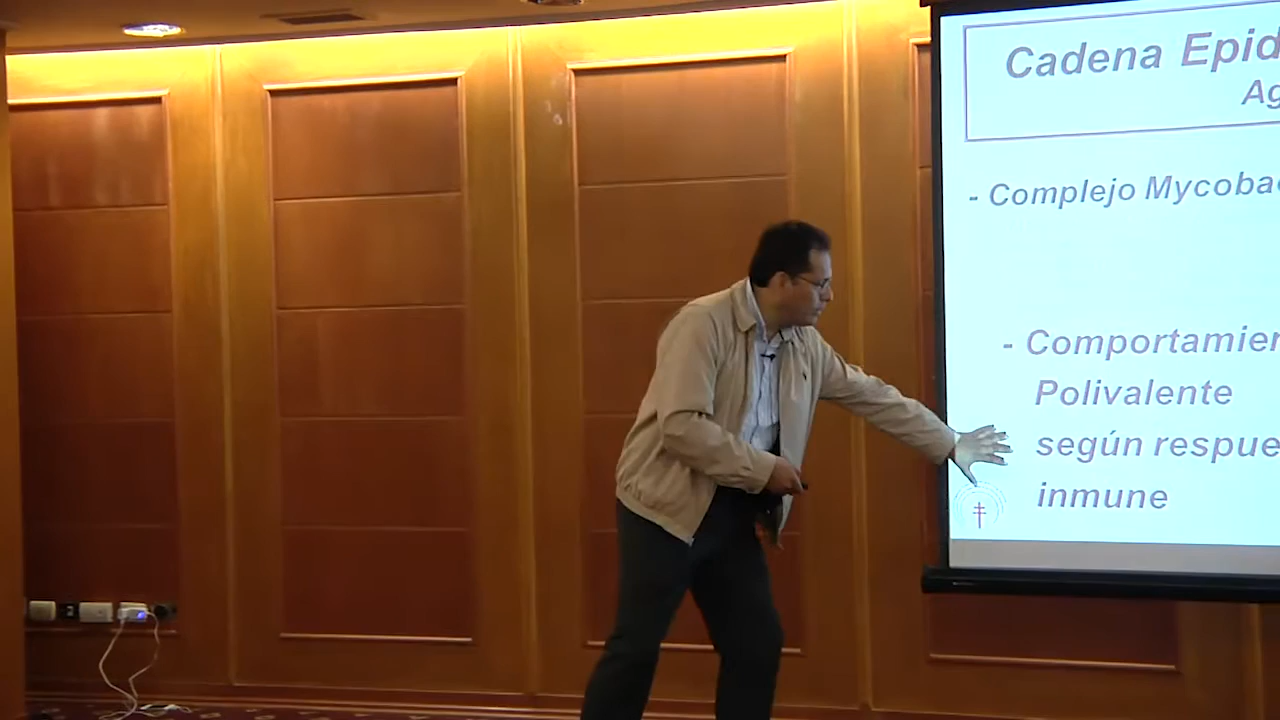 Cadena Epid
Ag
- Complejo Mycobac
- Comportamien
Polivalente
según respue
inmune